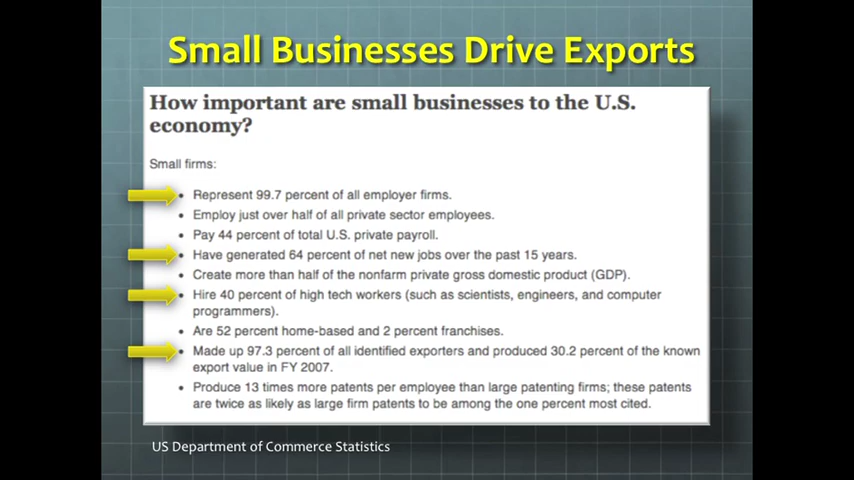 Small Businesses Drive Exports
How important are small businesses to the U.S.
economy?
Small firms:
• Represent 99.7 percent of all employer firms.
• Employ just over half of all private sector employees.
• Pay 44 percent of total U.S. private payroll.
• Have generated 64 percent of net new jobs over the past 15 years.
• Create more than half of the nonfarm private gross domestic product (GDP).
• Hire 40 percent of high tech workers (such as scientists, engineers, and computer
programmers).
• Are 52 percent home-based and 2 percent franchises.
• Made up 97.3 percent of all identified exporters and produced 30.2 percent of the known
export value in FY 2007.
• Produce 13 times more patents per employee than large patenting firms; these patents
are twice as likely as large firm patents to be among the one percent most cited.
US Department of Commerce Statistics